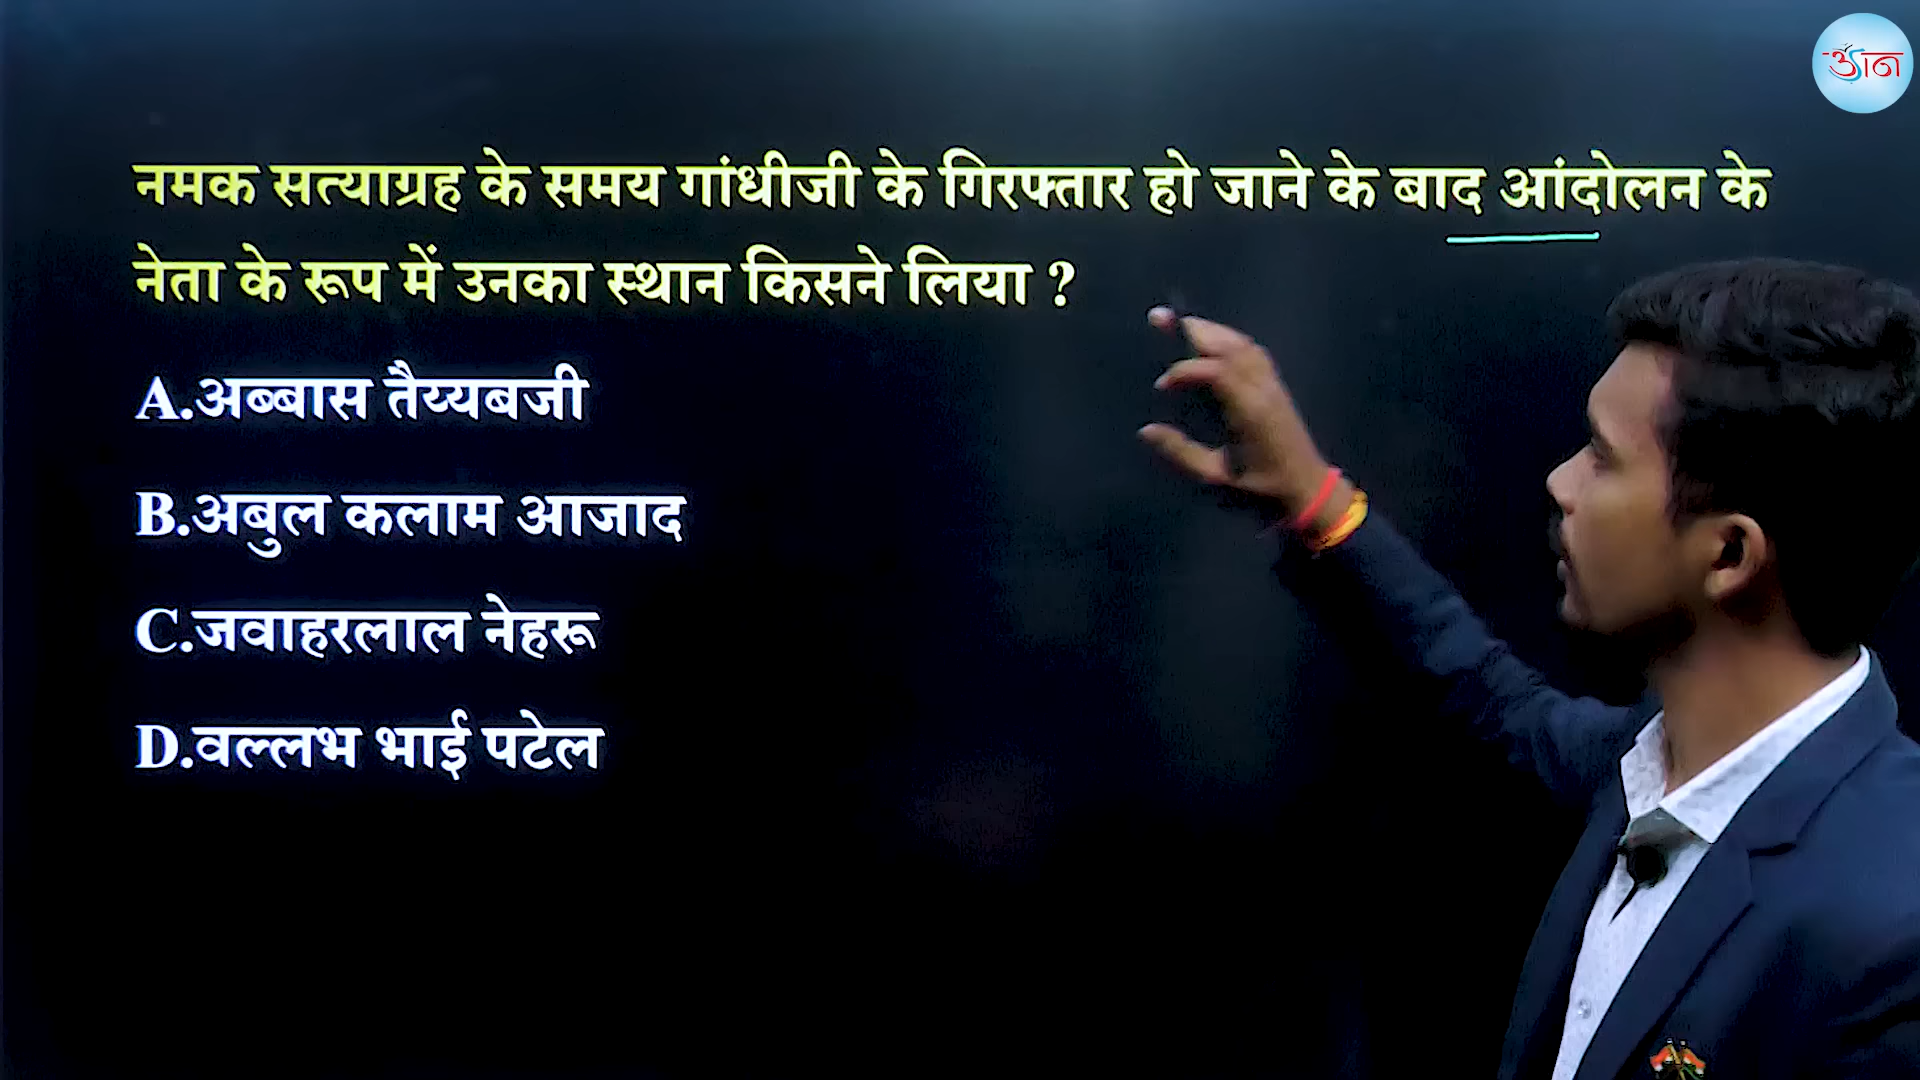 उड़ान
नमक सत्याग्रह के समय गांधीजी के गिरफ्तार हो जाने के बाद आंदोलन के
नेता के रूप में उनका स्थान किसने लिया ?
A.अब्बास तैय्यबजी
B.अबुल कलाम आजाद
C.जवाहरलाल नेहरू
D.वल्लभ भाई पटेल